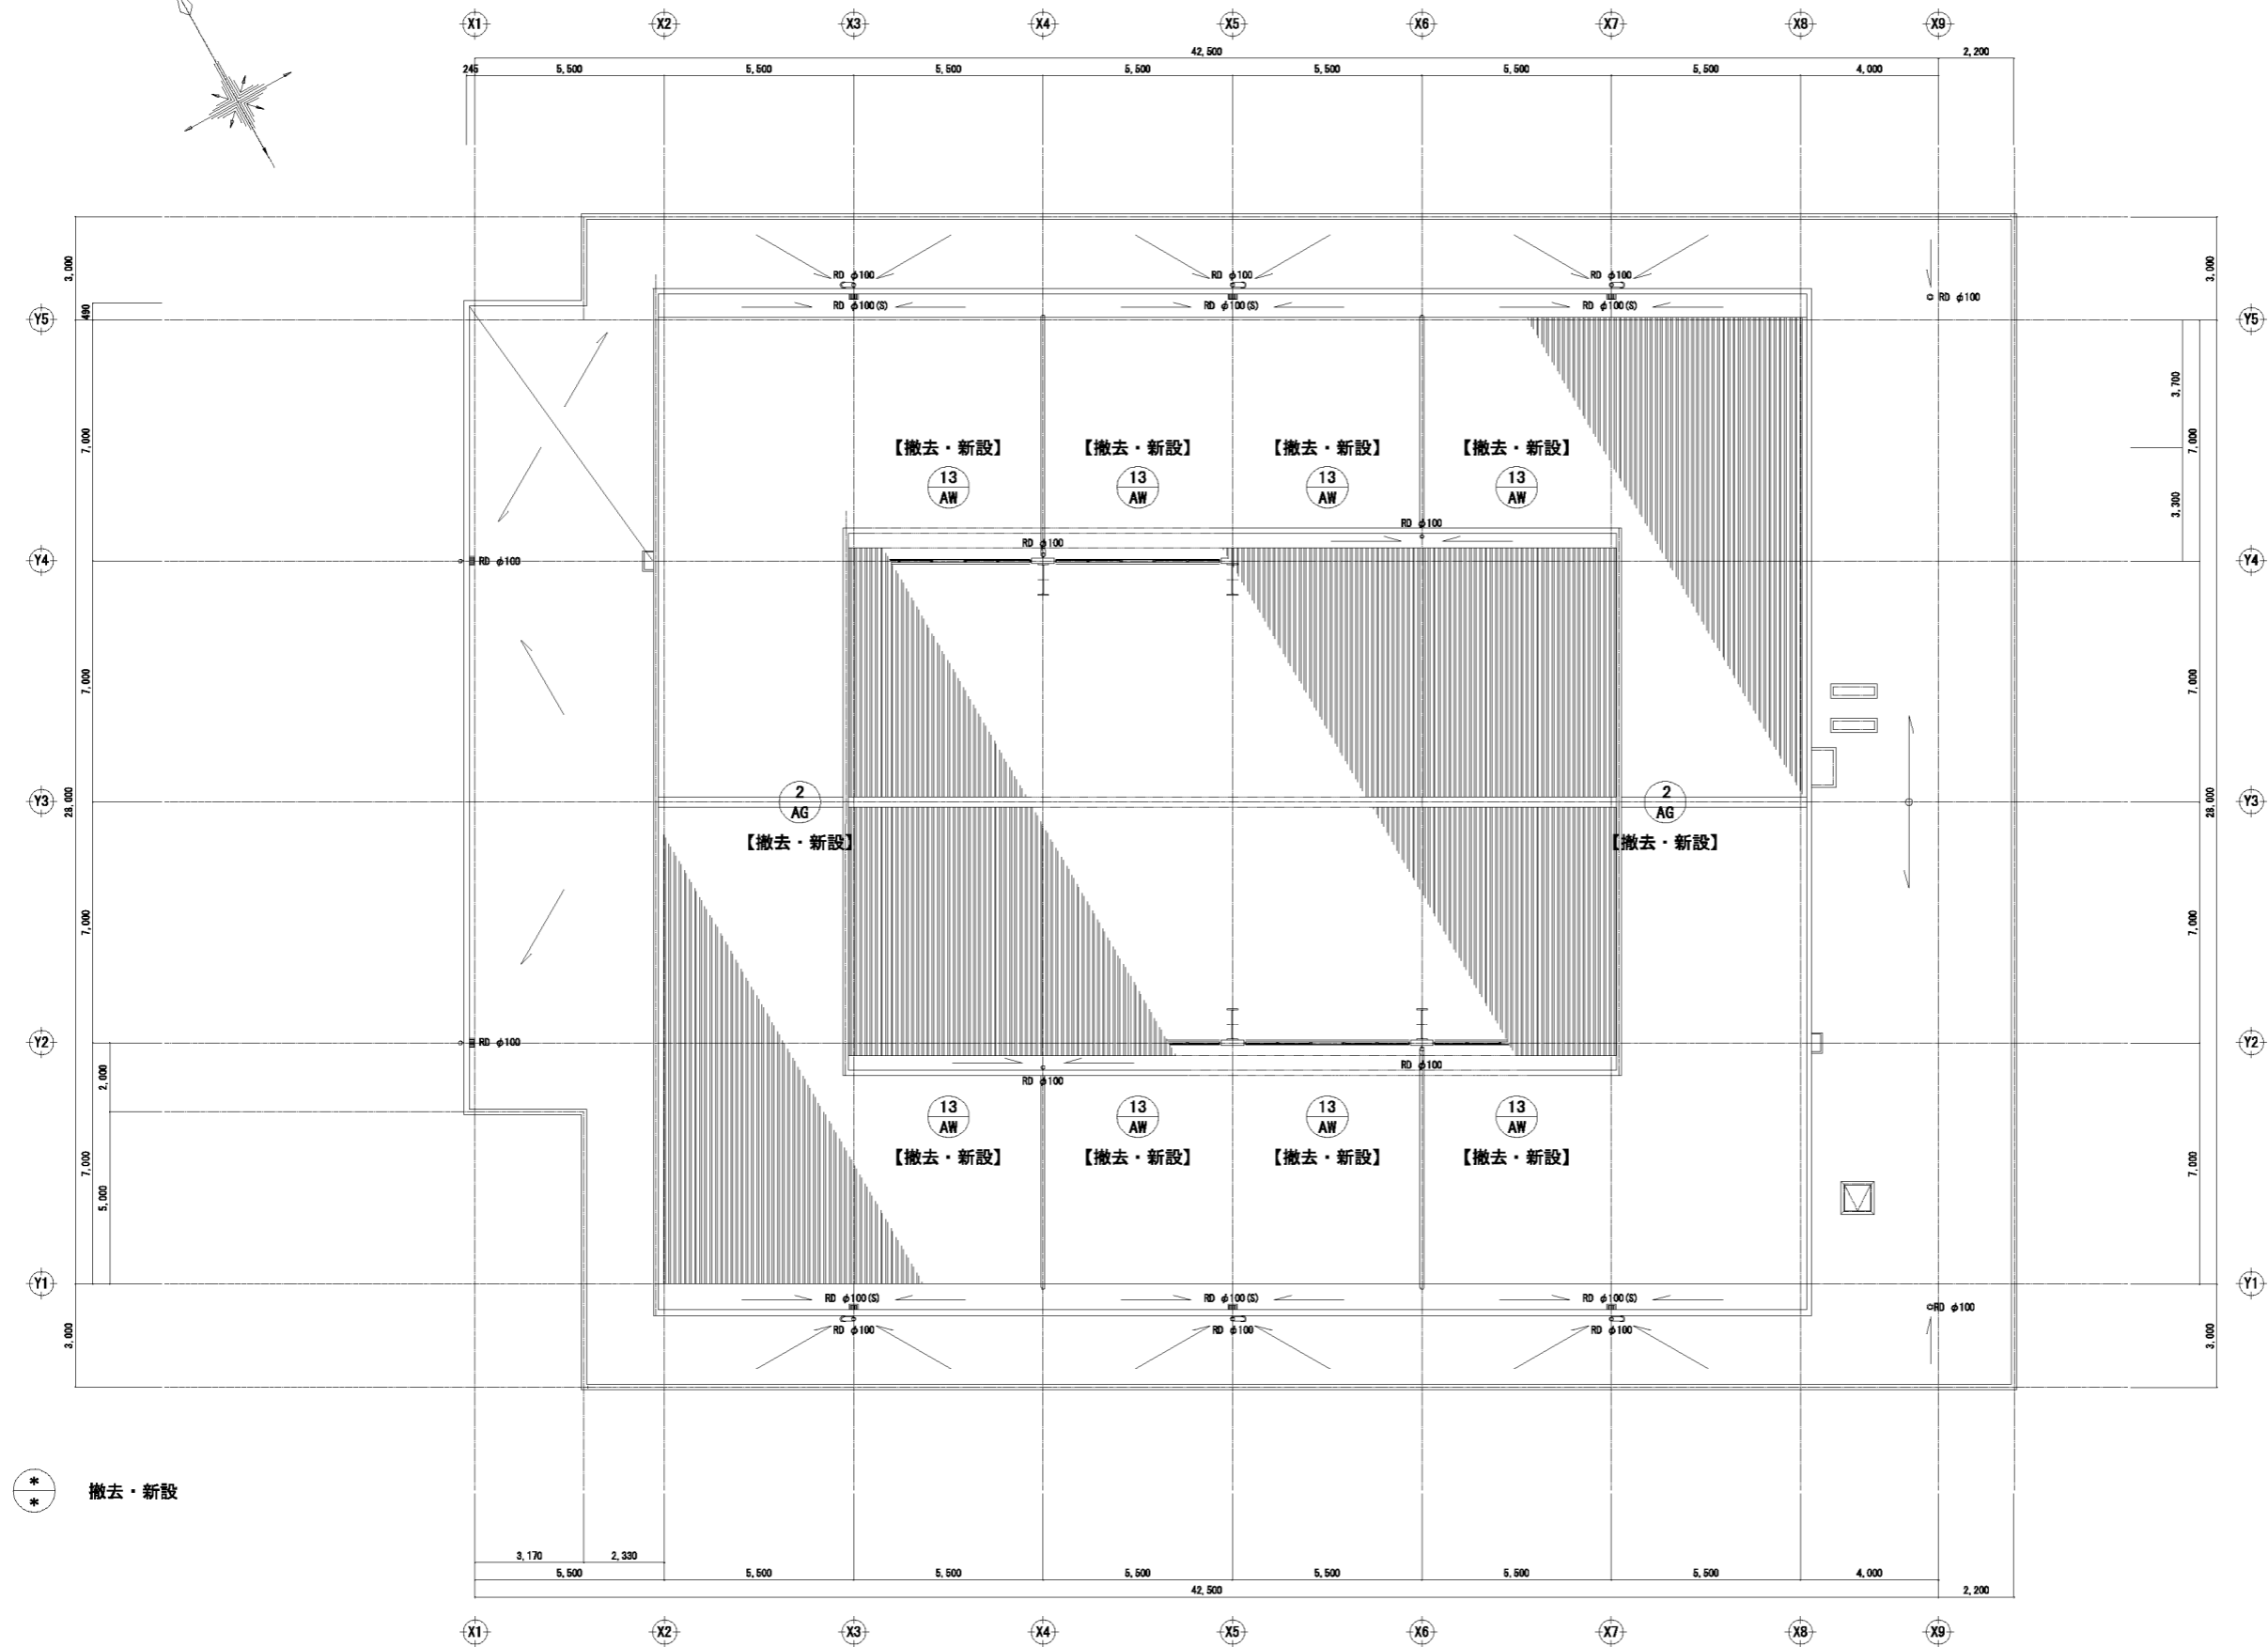 X1 X2 X3 X4 X5 X6 X7 X8 X9
42,500 2,200
245 5,500 5,500 5,500 5,500 5,500 5,500 5,500 4,000
3,000 3,000
RD φ100 RD φ100 RD φ100
RD φ100
490
RD φ100(S) RD φ100(S) RD φ100(S)
Y5 Y5
3,700
7,000 7,000
【撤去・新設】 【撤去・新設】 【撤去・新設】 【撤去・新設】
13 13 13 13
AW AW AW AW
3,300
RD φ100
RD φ100
Y4 RD φ100 Y4
7,000 7,000
2 2
Y3 28,000 AG AG 28,000 Y3
【撤去・新設】 【撤去・新設】
7,000 7,000
Y2 RD φ100 Y2
RD φ100
2,000
RD φ100
13 13 13 13
AW AW AW AW
【撤去・新設】 【撤去・新設】 【撤去・新設】 【撤去・新設】
7,000 7,000
5,000
Y1 Y1
RD φ100(S) RD φ100(S) RD φ100(S)
RD φ100
RD φ100 RD φ100 RD φ100
3,000 3,000
*
* 撤去・新設
3,170 2,330
5,500 5,500 5,500 5,500 5,500 5,500 5,500 4,000
42,500 2,200
X1 X2 X3 X4 X5 X6 X7 X8 X9